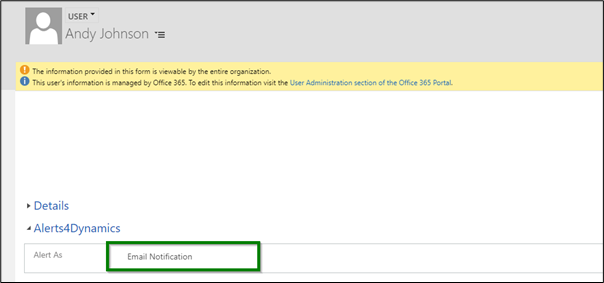 USER
Andy Johnson
The information provided in this form is viewable by the entire organization.
This user's information is managed by Office 365. To edit this information visit the User Administration section of the Office 365 Portal.
Details
Alerts4Dynamics
Alert As Email Notification